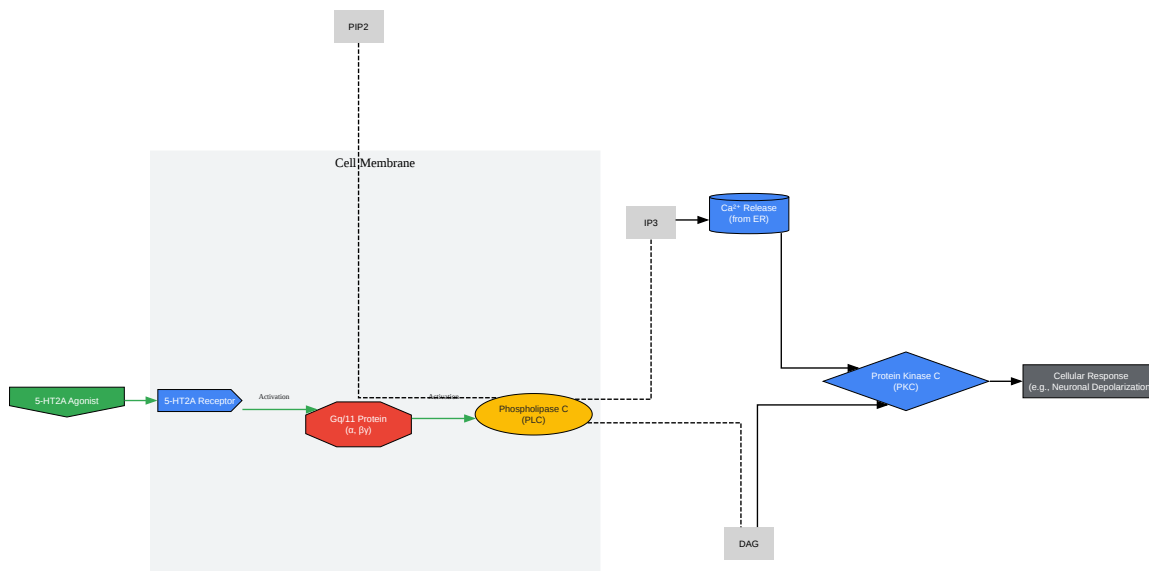 PIP2
Cell Membrane
Ca²⁺ Release
(from ER)
IP3
Protein Kinase C
(PKC)
Cellular Response
(e.g., Neuronal Depolarization
5-HT2A Agonist
5-HT2A Receptor
Activation
Activation
Gq/11 Protein
(α, βγ)
Phospholipase C
(PLC)
DAG